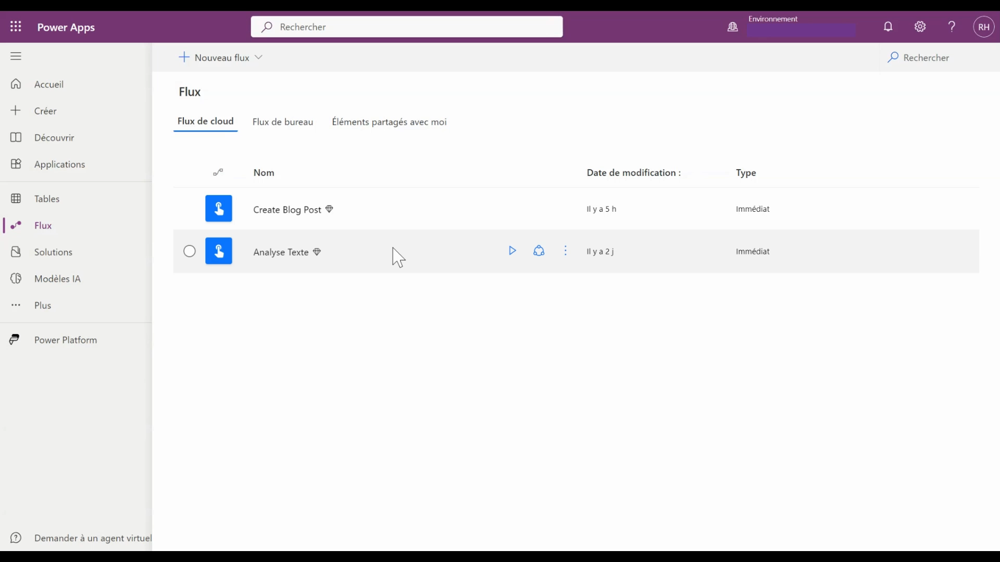 Power Apps
Rechercher
Environnement
RH
Nouveau flux
Rechercher
Accueil
Créer
Découvrir
Applications
Tables
Flux
Solutions
Modèles IA
Plus
Power Platform
Demander à un agent virtuel
Flux
Flux de cloud
Flux de bureau
Éléments partagés avec moi
Nom
Date de modification :
Type
Create Blog Post
Il y a 5 h
Immédiat
Analyse Texte
Il y a 2 j
Immédiat